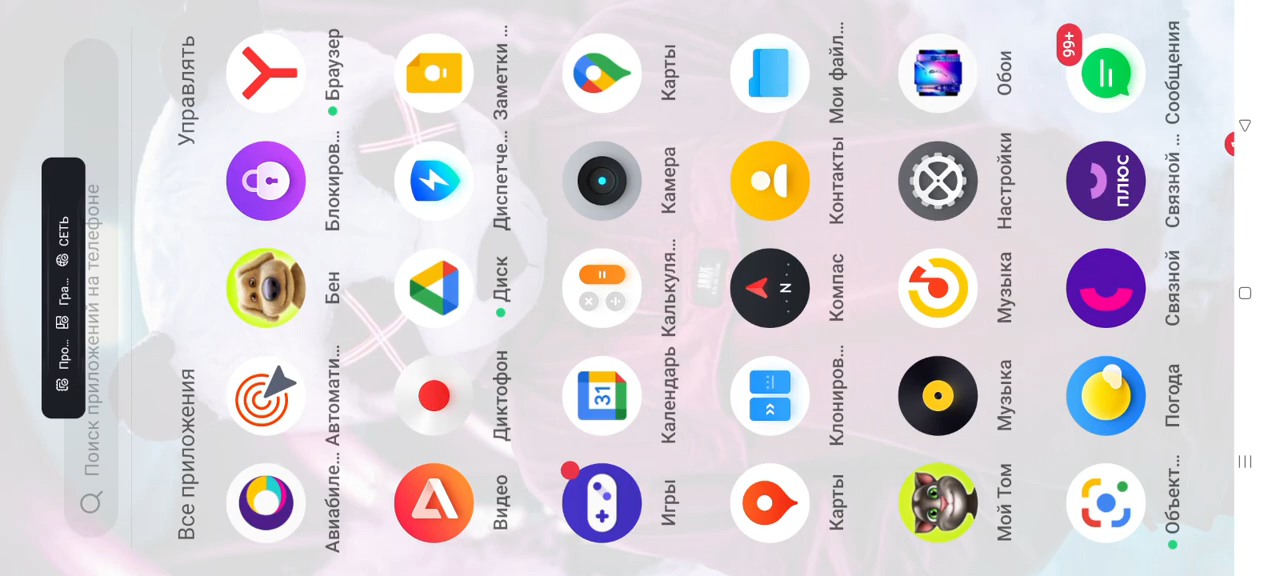 Про... Гра... СЕТЬ
Поиск приложений на телефоне
Все приложения Управлять
Авиабиле... Автомати... Бен Блокиров... Браузер
Видео Диктофон Диск Диспетче... Заметки ...
31
Игры Календарь Калькуля... Камера Карты
N
Карты Клониров... Компас Контакты Мои файл...
Мой Том Музыка Музыка Настройки Обои
ПЛЮС 99+
Объект... Погода Связной Связной ... Сообщения